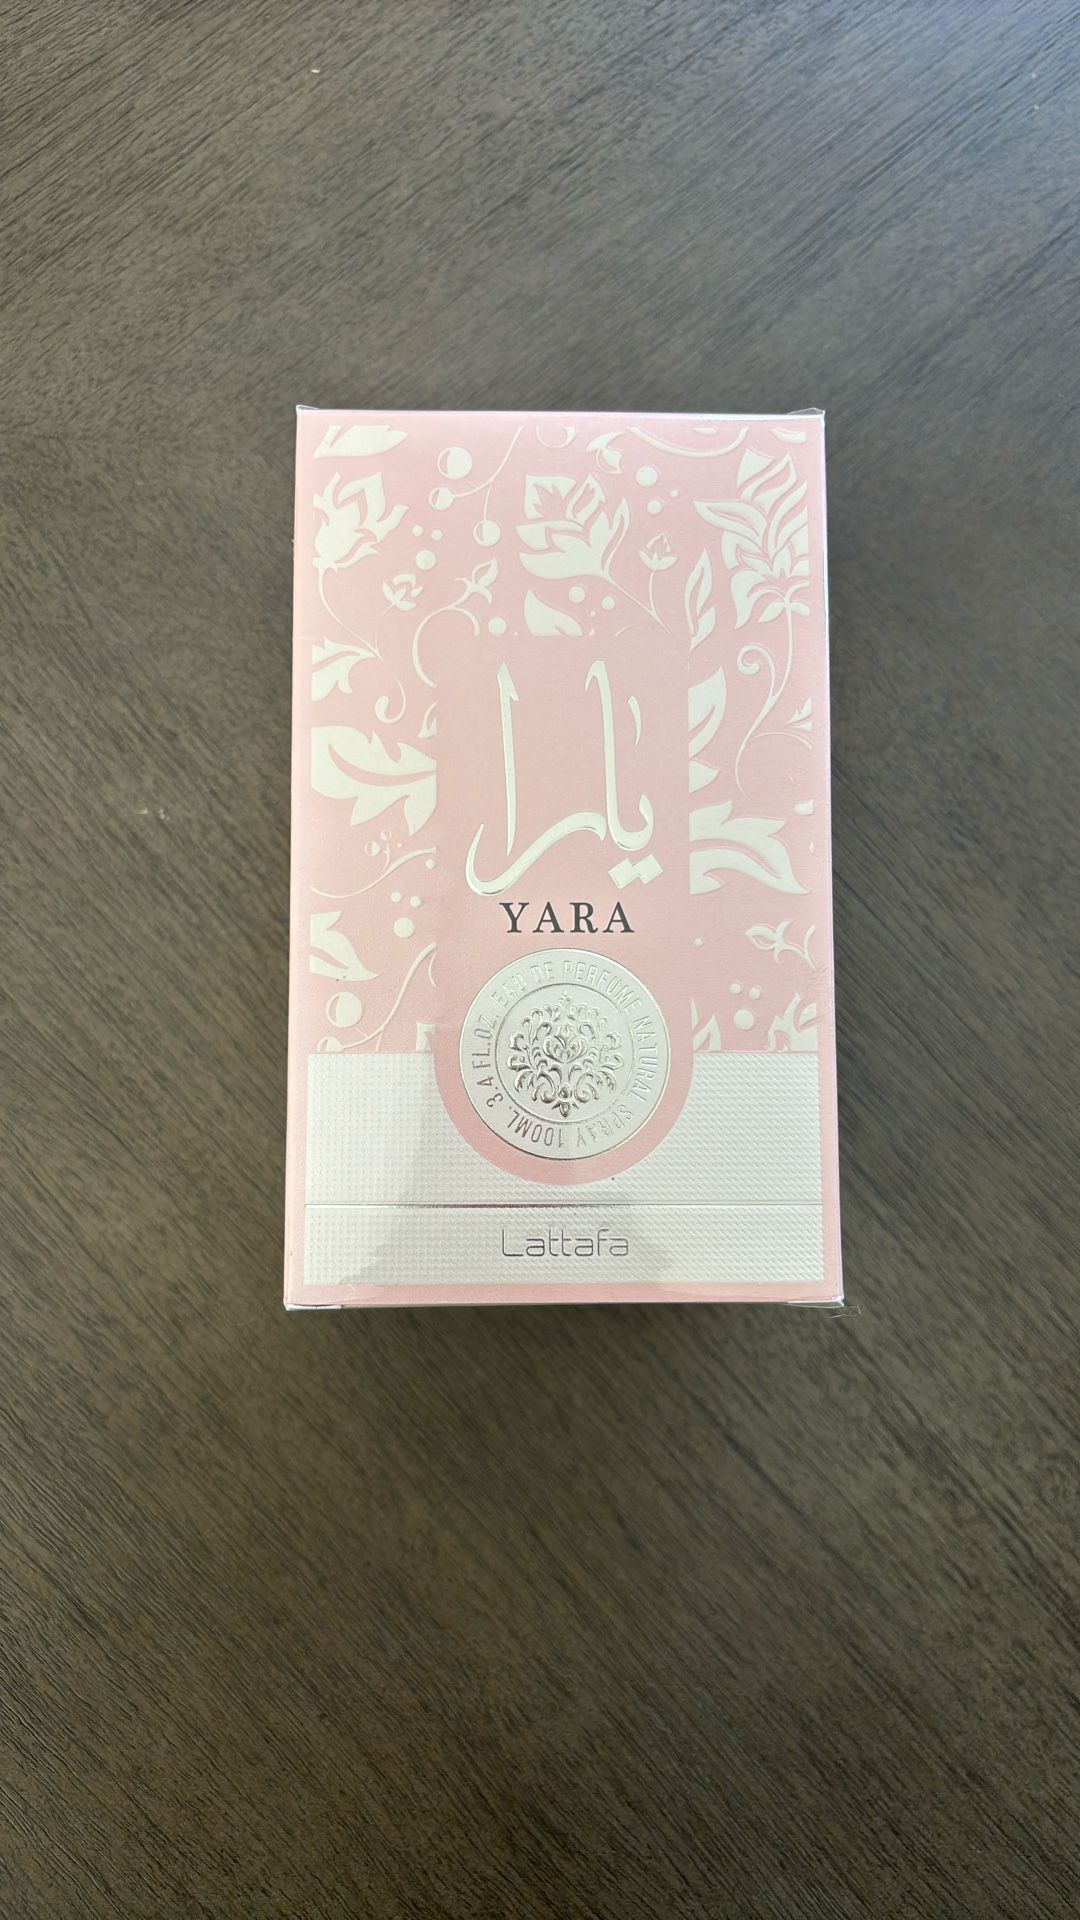 يارا
YARA
EAU DE PERFUME NATURAL SPRAY 100ML. 3.4 FL.OZ.
Lattafa